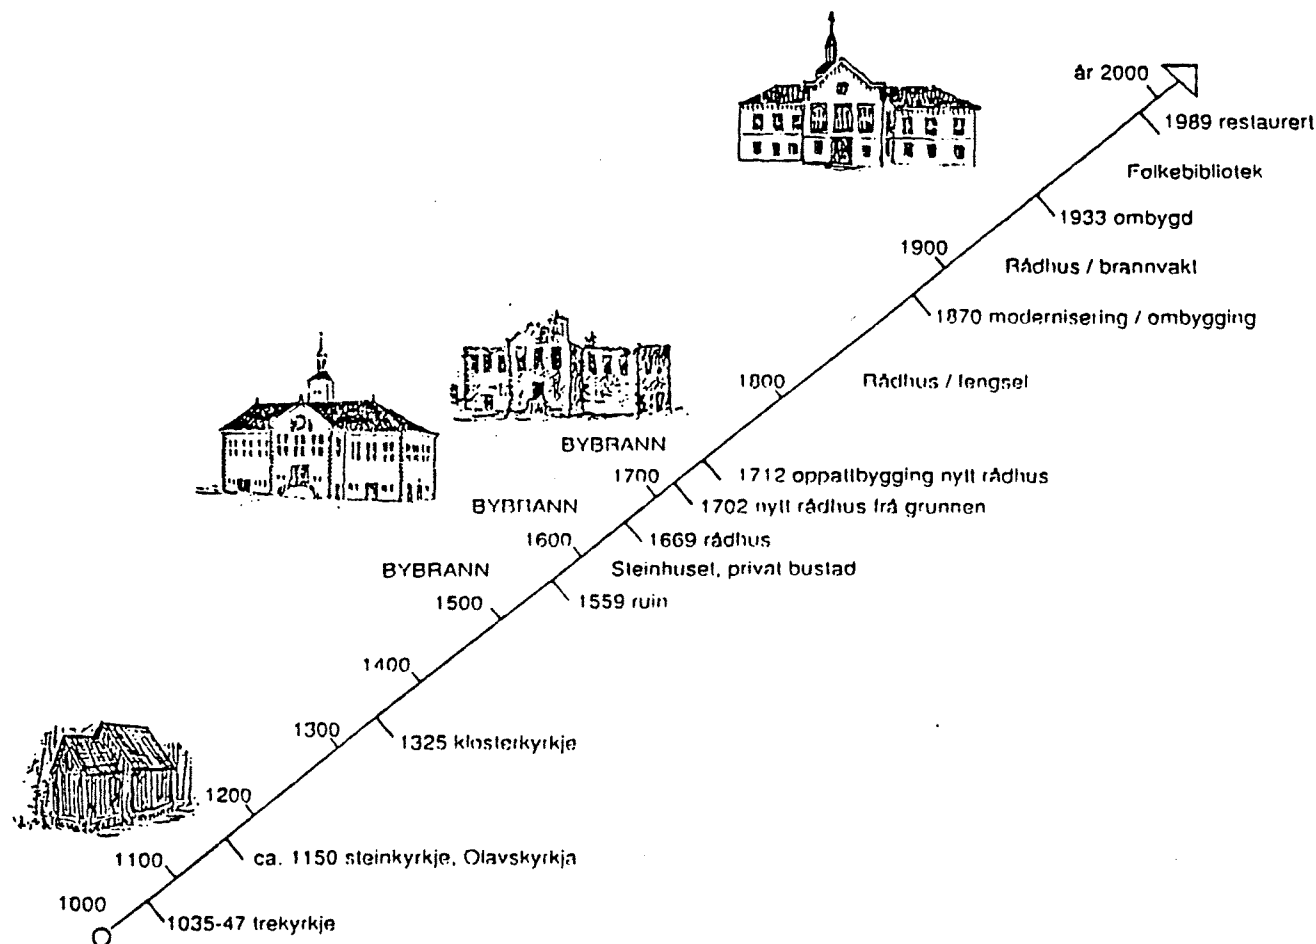 år 2000
1989 restaurert
Folkebibliotek
1933 ombygd
1900
Rådhus / brannvakt
1870 modernisering / ombygging
1800
Rådhus / fengsel
BYBRANN
1700
1712 oppattbygging nytt rådhus
1702 nytt rådhus frå grunnen
BYBRANN
1600
1669 rådhus
BYBRANN
Steinhuset, privat bustad
1500
1559 ruin
1400
1300
1325 klosterkyrkje
1200
1100
ca. 1150 steinkyrkje, Olavskyrkja
1000
1035-47 trekyrkje